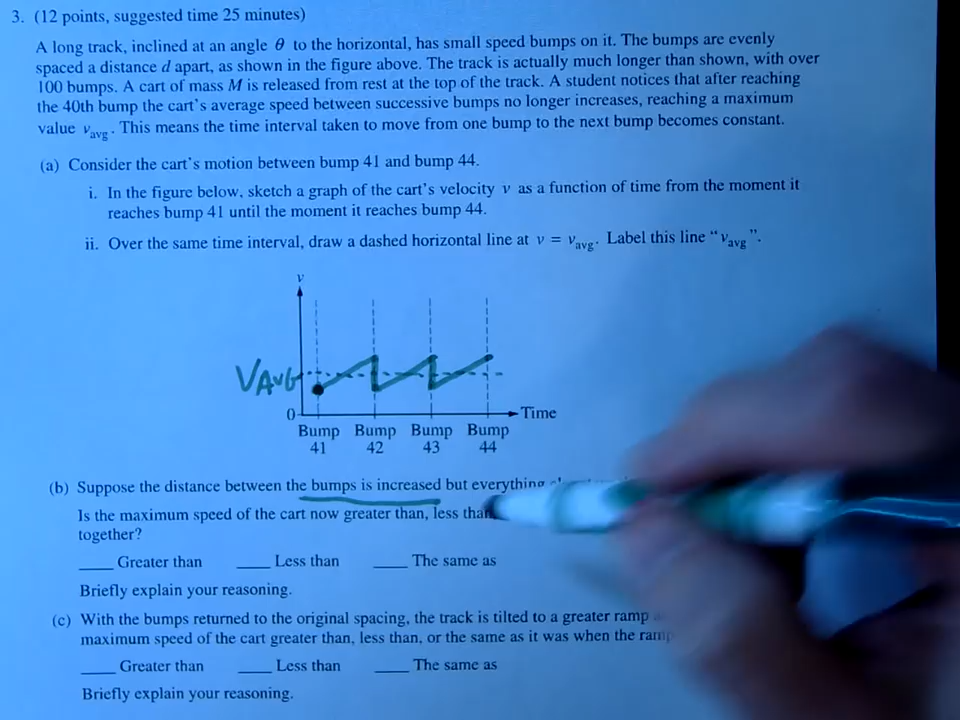 3. (12 points, suggested time 25 minutes)
A long track, inclined at an angle θ to the horizontal, has small speed bumps on it. The bumps are evenly
spaced a distance d apart, as shown in the figure above. The track is actually much longer than shown, with over
100 bumps. A cart of mass M is released from rest at the top of the track. A student notices that after reaching
the 40th bump the cart's average speed between successive bumps no longer increases, reaching a maximum
value vavg. This means the time interval taken to move from one bump to the next bump becomes constant.
(a) Consider the cart's motion between bump 41 and bump 44.
i. In the figure below, sketch a graph of the cart's velocity v as a function of time from the moment it
reaches bump 41 until the moment it reaches bump 44.
ii. Over the same time interval, draw a dashed horizontal line at v = vavg. Label this line "vavg".
v
VAVG
0
Time
Bump Bump Bump Bump
41 42 43 44
(b) Suppose the distance between the bumps is increased but everything
Is the maximum speed of the cart now greater than, less than
together?
____ Greater than ____ Less than ____ The same as
Briefly explain your reasoning.
(c) With the bumps returned to the original spacing, the track is tilted to a greater ramp
maximum speed of the cart greater than, less than, or the same as it was when the ramp
____ Greater than ____ Less than ____ The same as
Briefly explain your reasoning.